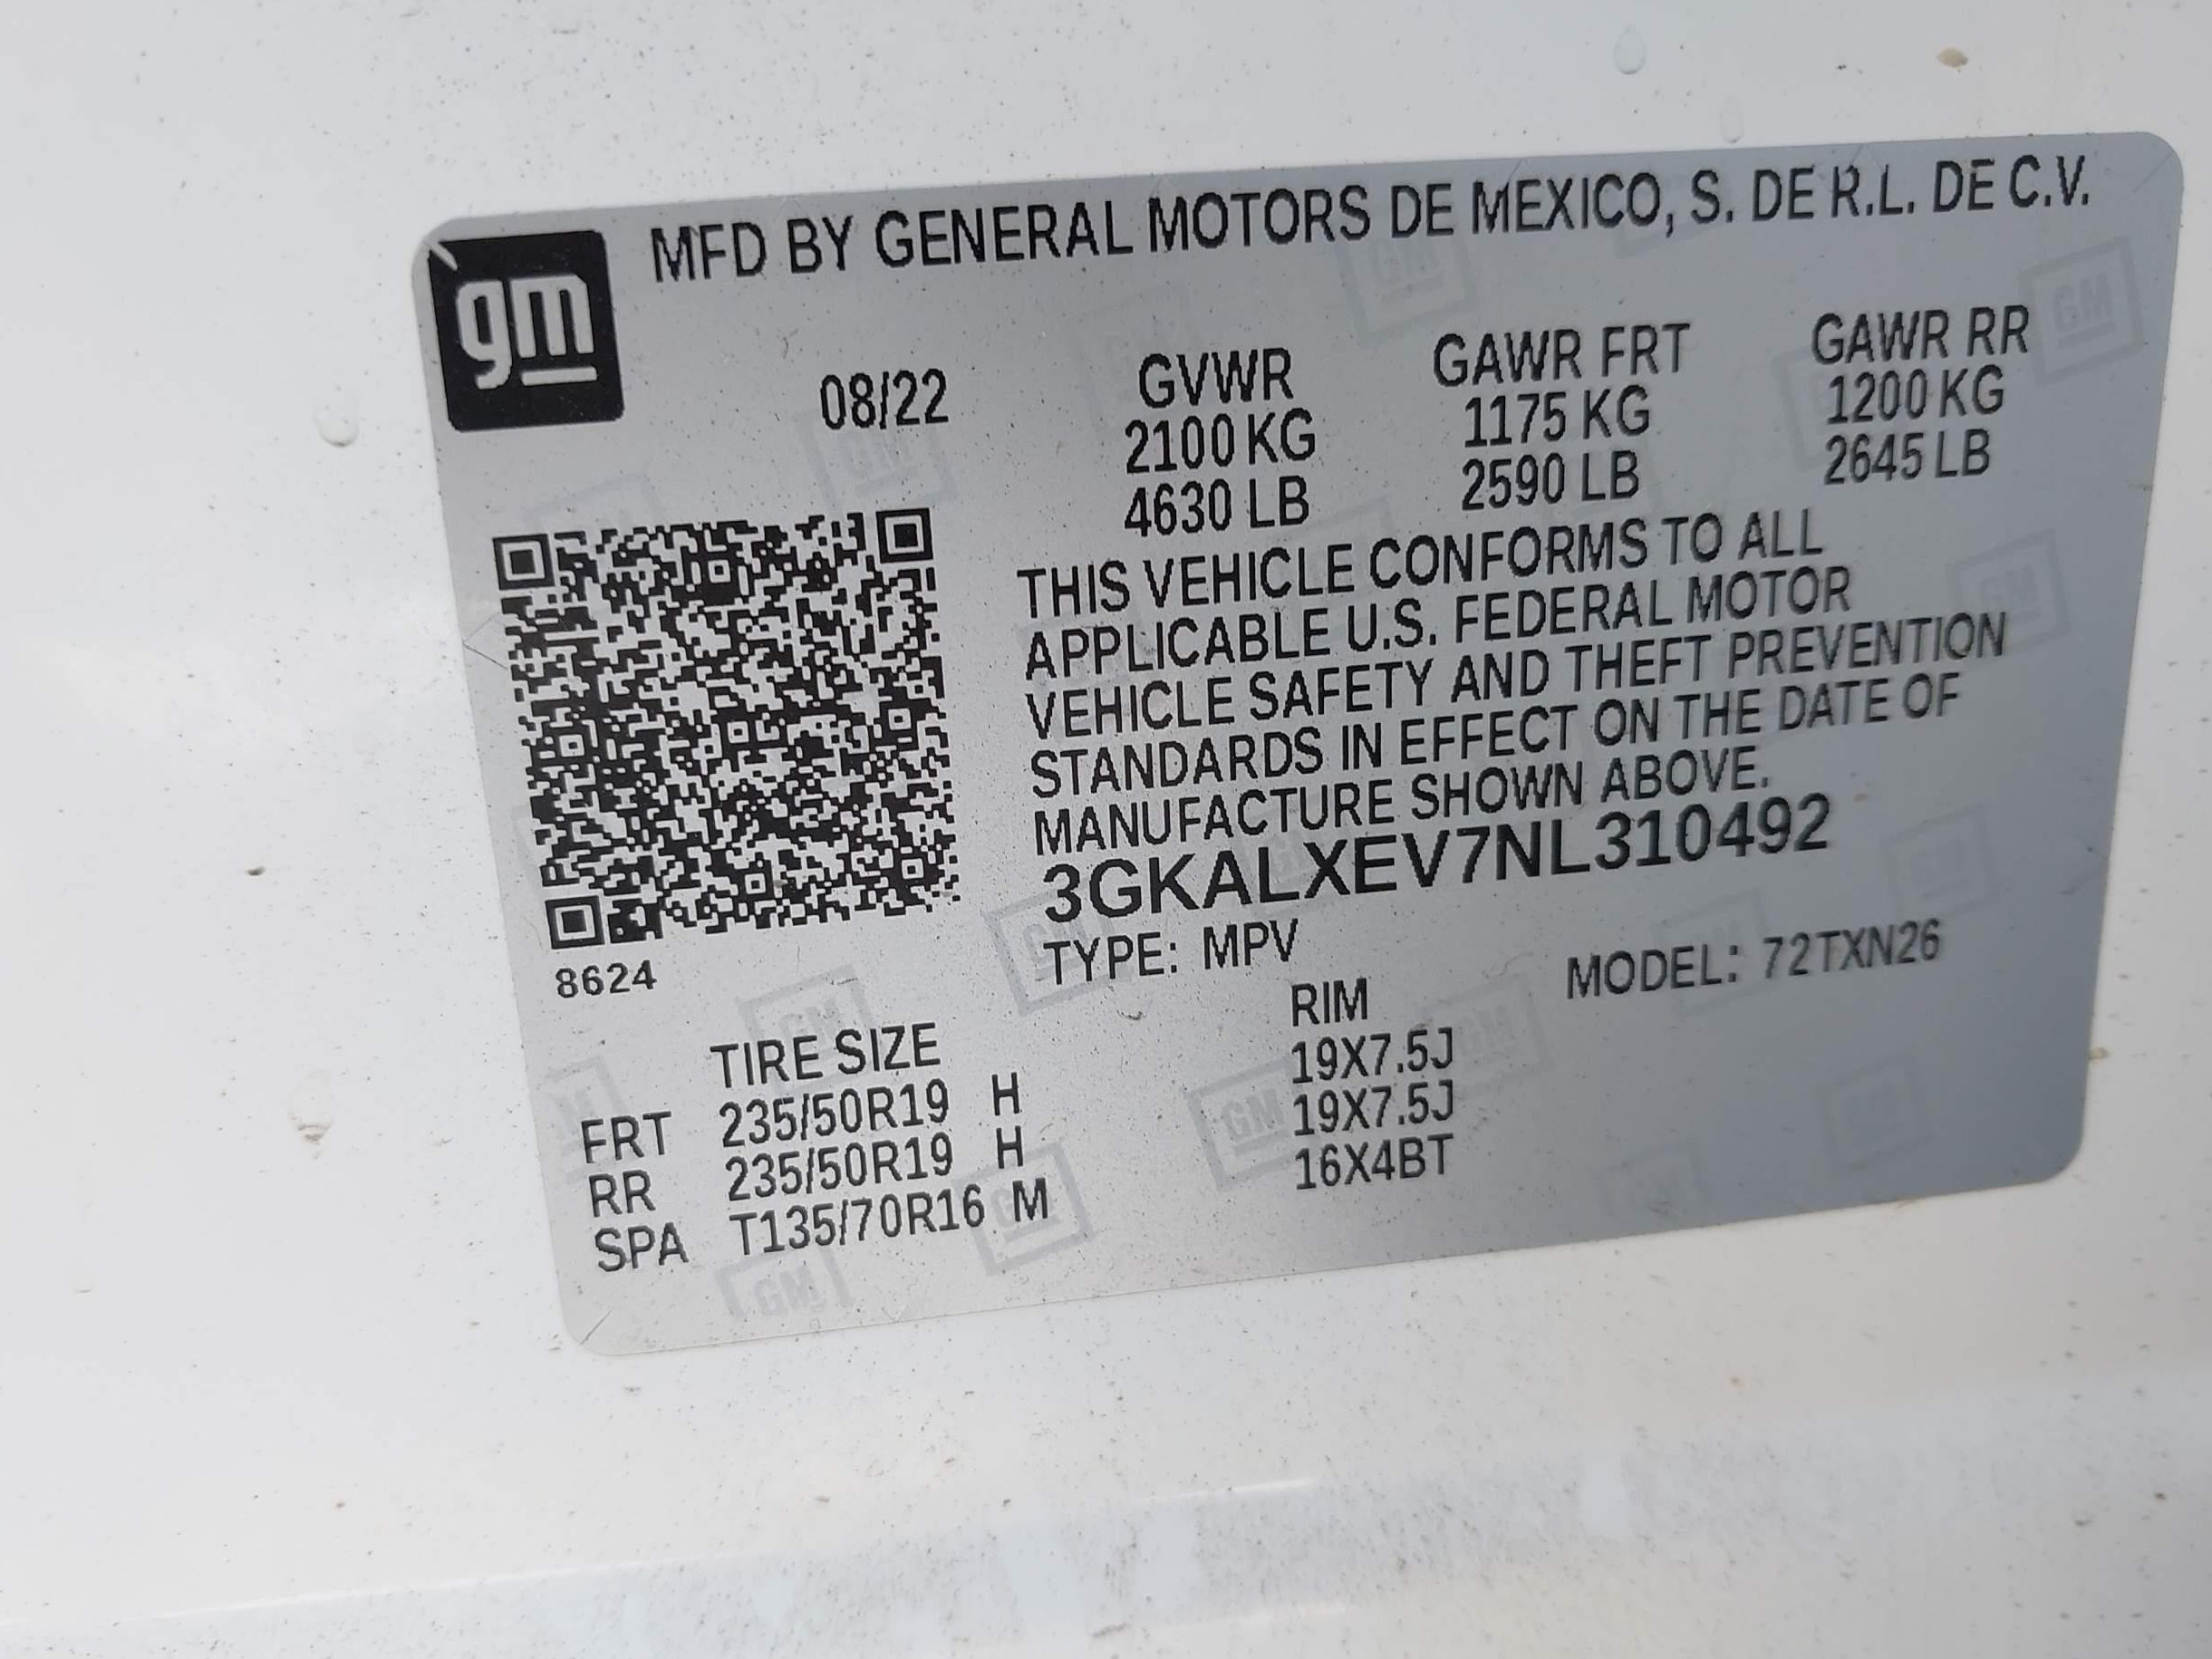 gm
MFD BY GENERAL MOTORS DE MEXICO, S. DE R.L. DE C.V.
08/22 GVWR GAWR FRT GAWR RR
2100 KG 1175 KG 1200 KG
4630 LB 2590 LB 2645 LB
THIS VEHICLE CONFORMS TO ALL
APPLICABLE U.S. FEDERAL MOTOR
VEHICLE SAFETY AND THEFT PREVENTION
STANDARDS IN EFFECT ON THE DATE OF
MANUFACTURE SHOWN ABOVE.
3GKALXEV7NL310492
8624
TYPE: MPV MODEL: 72TXN26
TIRE SIZE RIM
FRT 235/50R19 H 19X7.5J
RR 235/50R19 H 19X7.5J
SPA T135/70R16 M 16X4BT